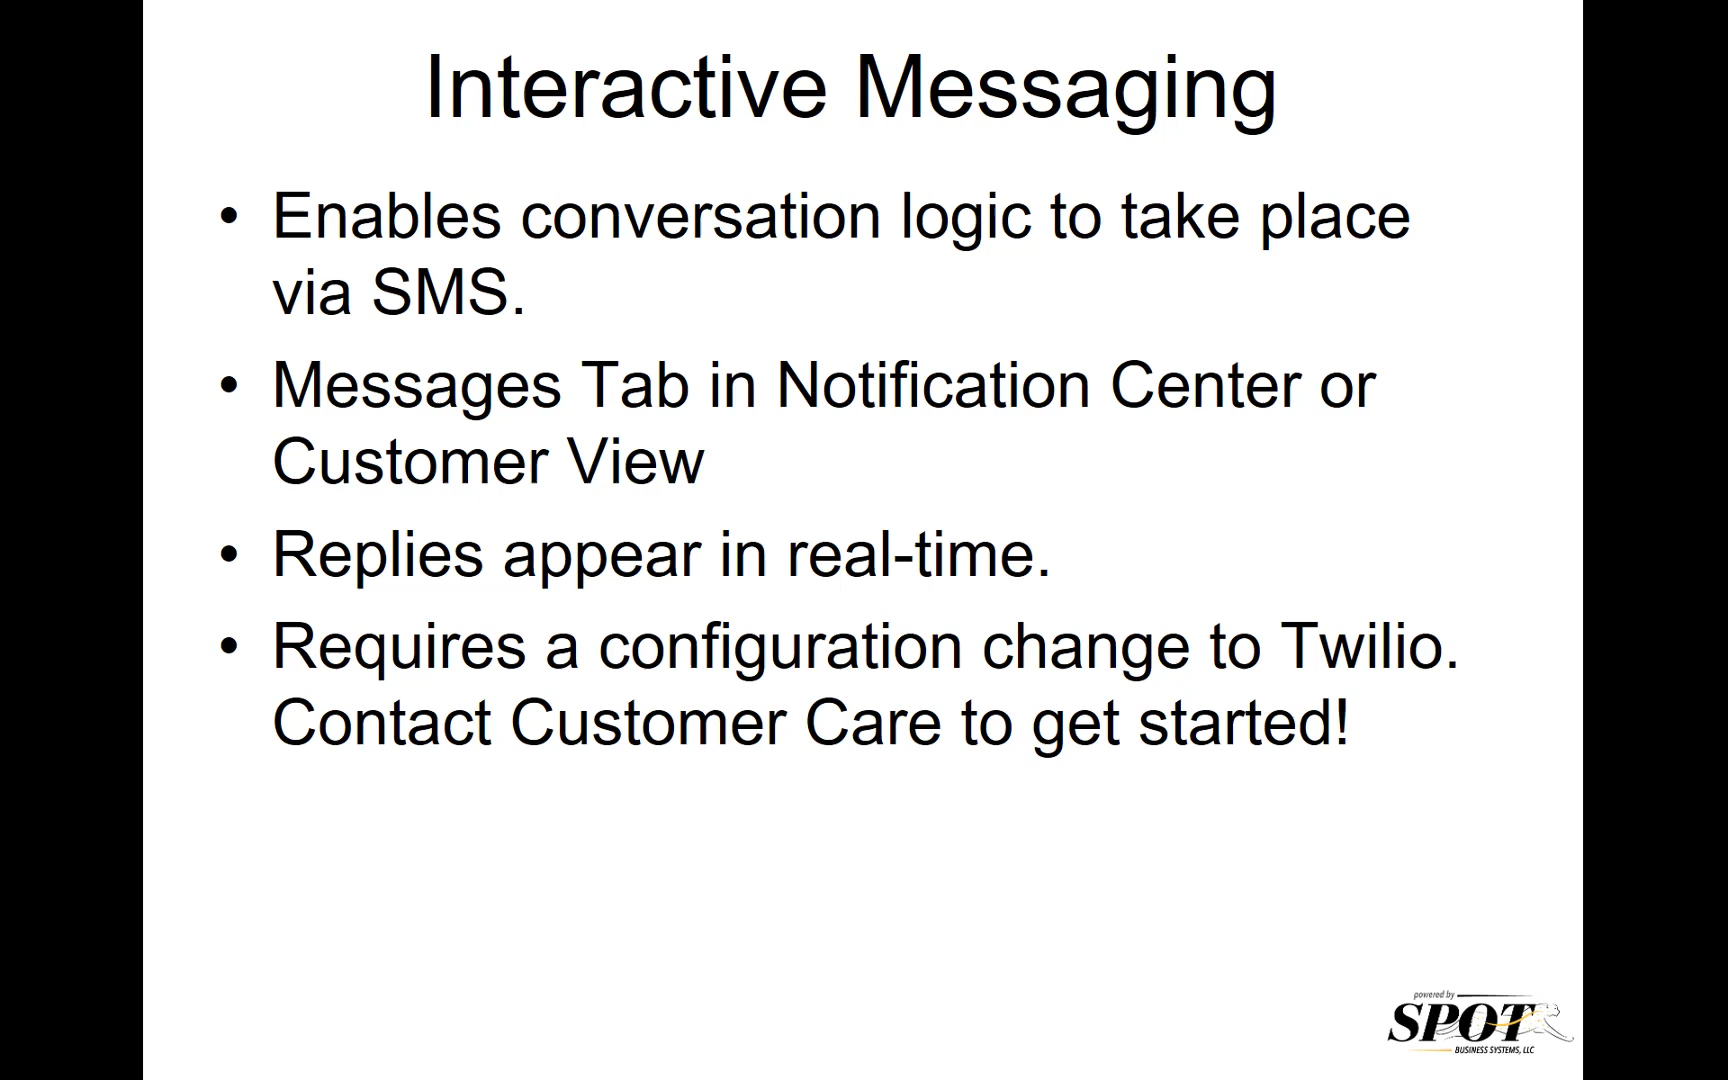 Interactive Messaging
• Enables conversation logic to take place
via SMS.
• Messages Tab in Notification Center or
Customer View
• Replies appear in real-time.
• Requires a configuration change to Twilio.
Contact Customer Care to get started!
powered by
SPOT
BUSINESS SYSTEMS, LLC